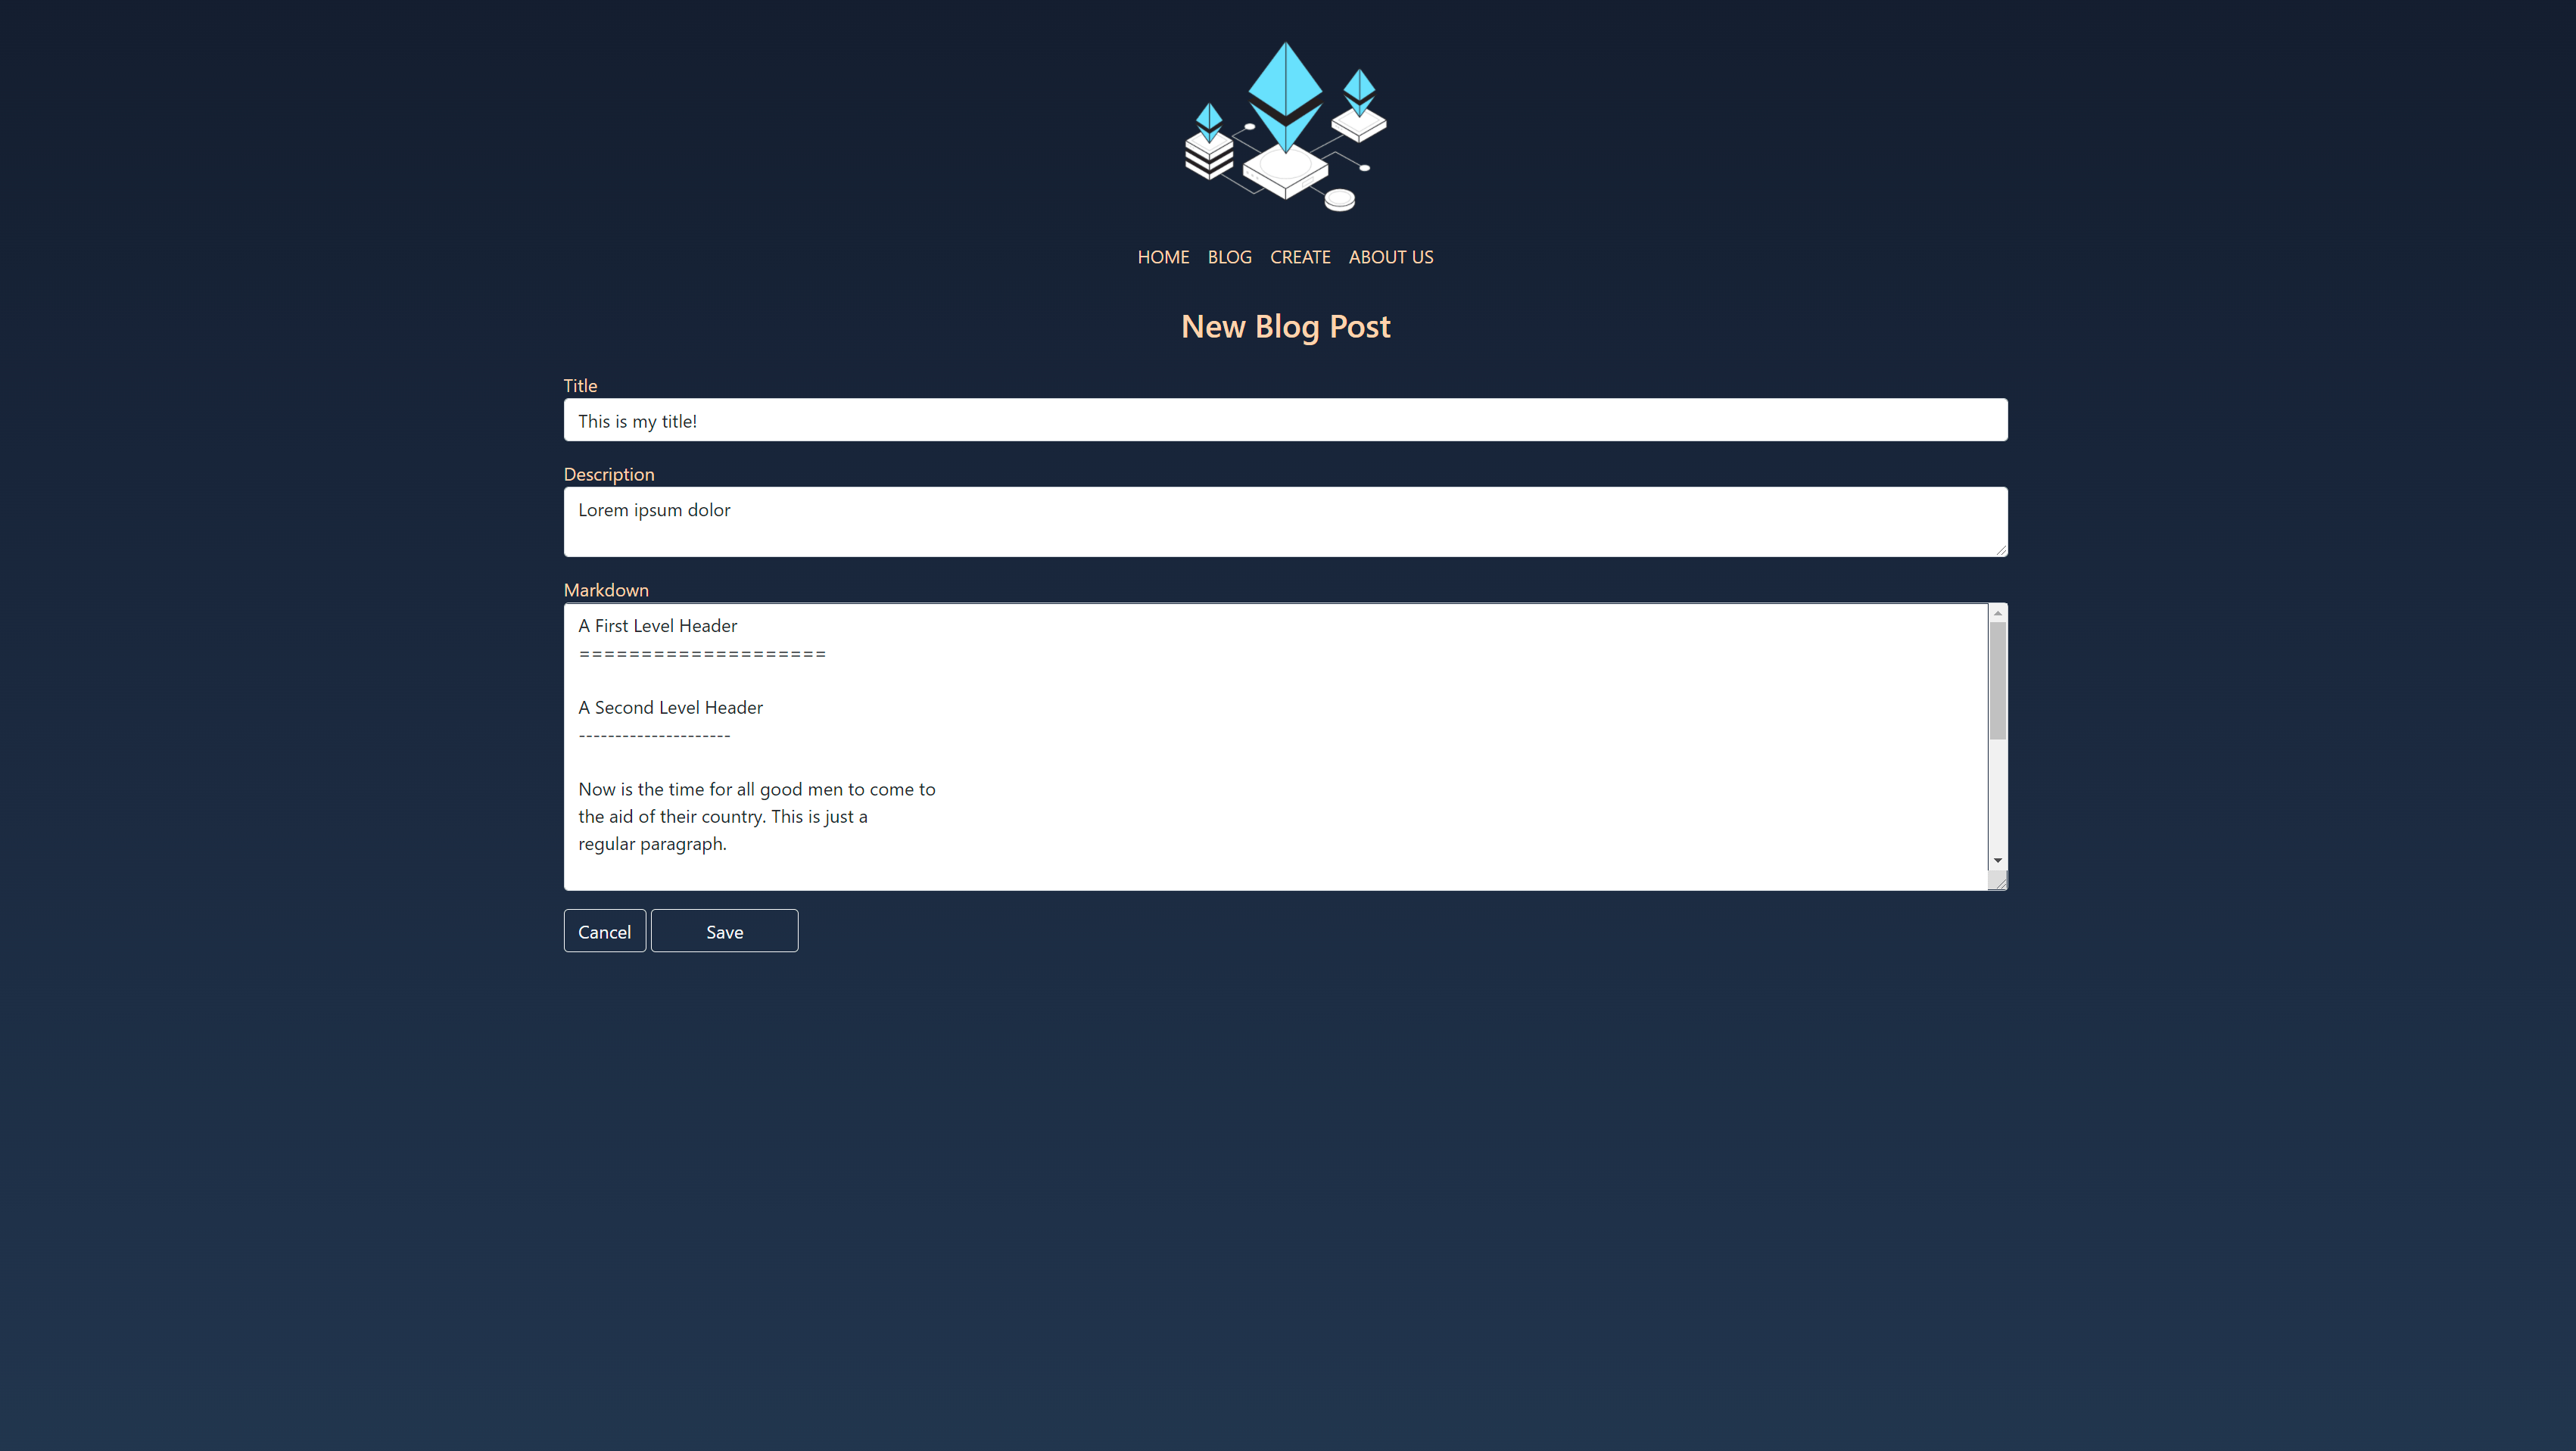 HOME BLOG CREATE ABOUT US
New Blog Post
Title
This is my title!
Description
Lorem ipsum dolor
Markdown
A First Level Header
====================
A Second Level Header
---------------------
Now is the time for all good men to come to
the aid of their country. This is just a
regular paragraph.
Cancel Save